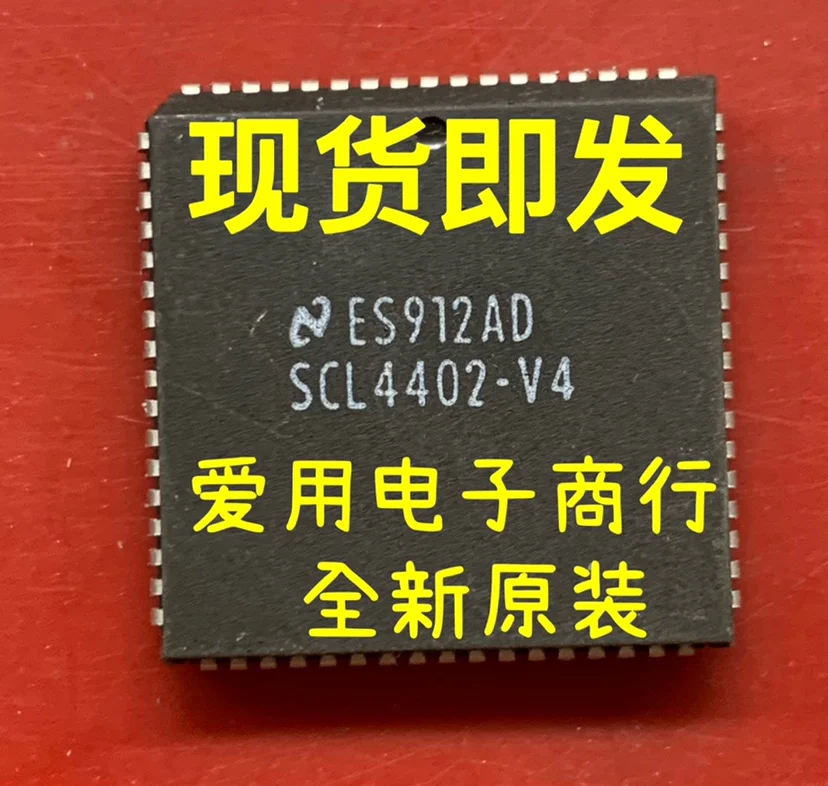 现货即发
ES912AD
SCL4402-V4
爱用电子商行
全新原装